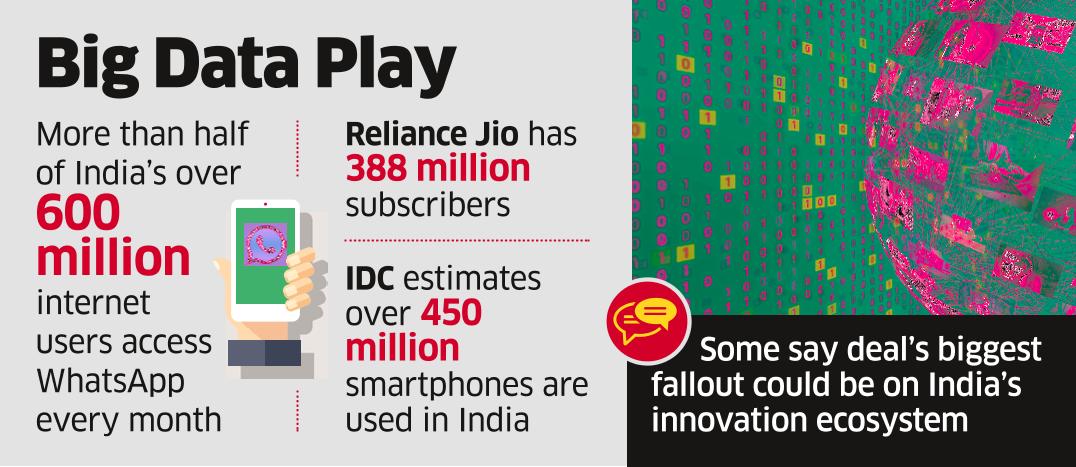 Big Data Play
More than half
of India's over
600
million
internet
users access
WhatsApp
every month
Reliance Jio has
388 million
subscribers
IDC estimates
over 450
million
smartphones are
used in India
Some say deal's biggest
fallout could be on India's
innovation ecosystem